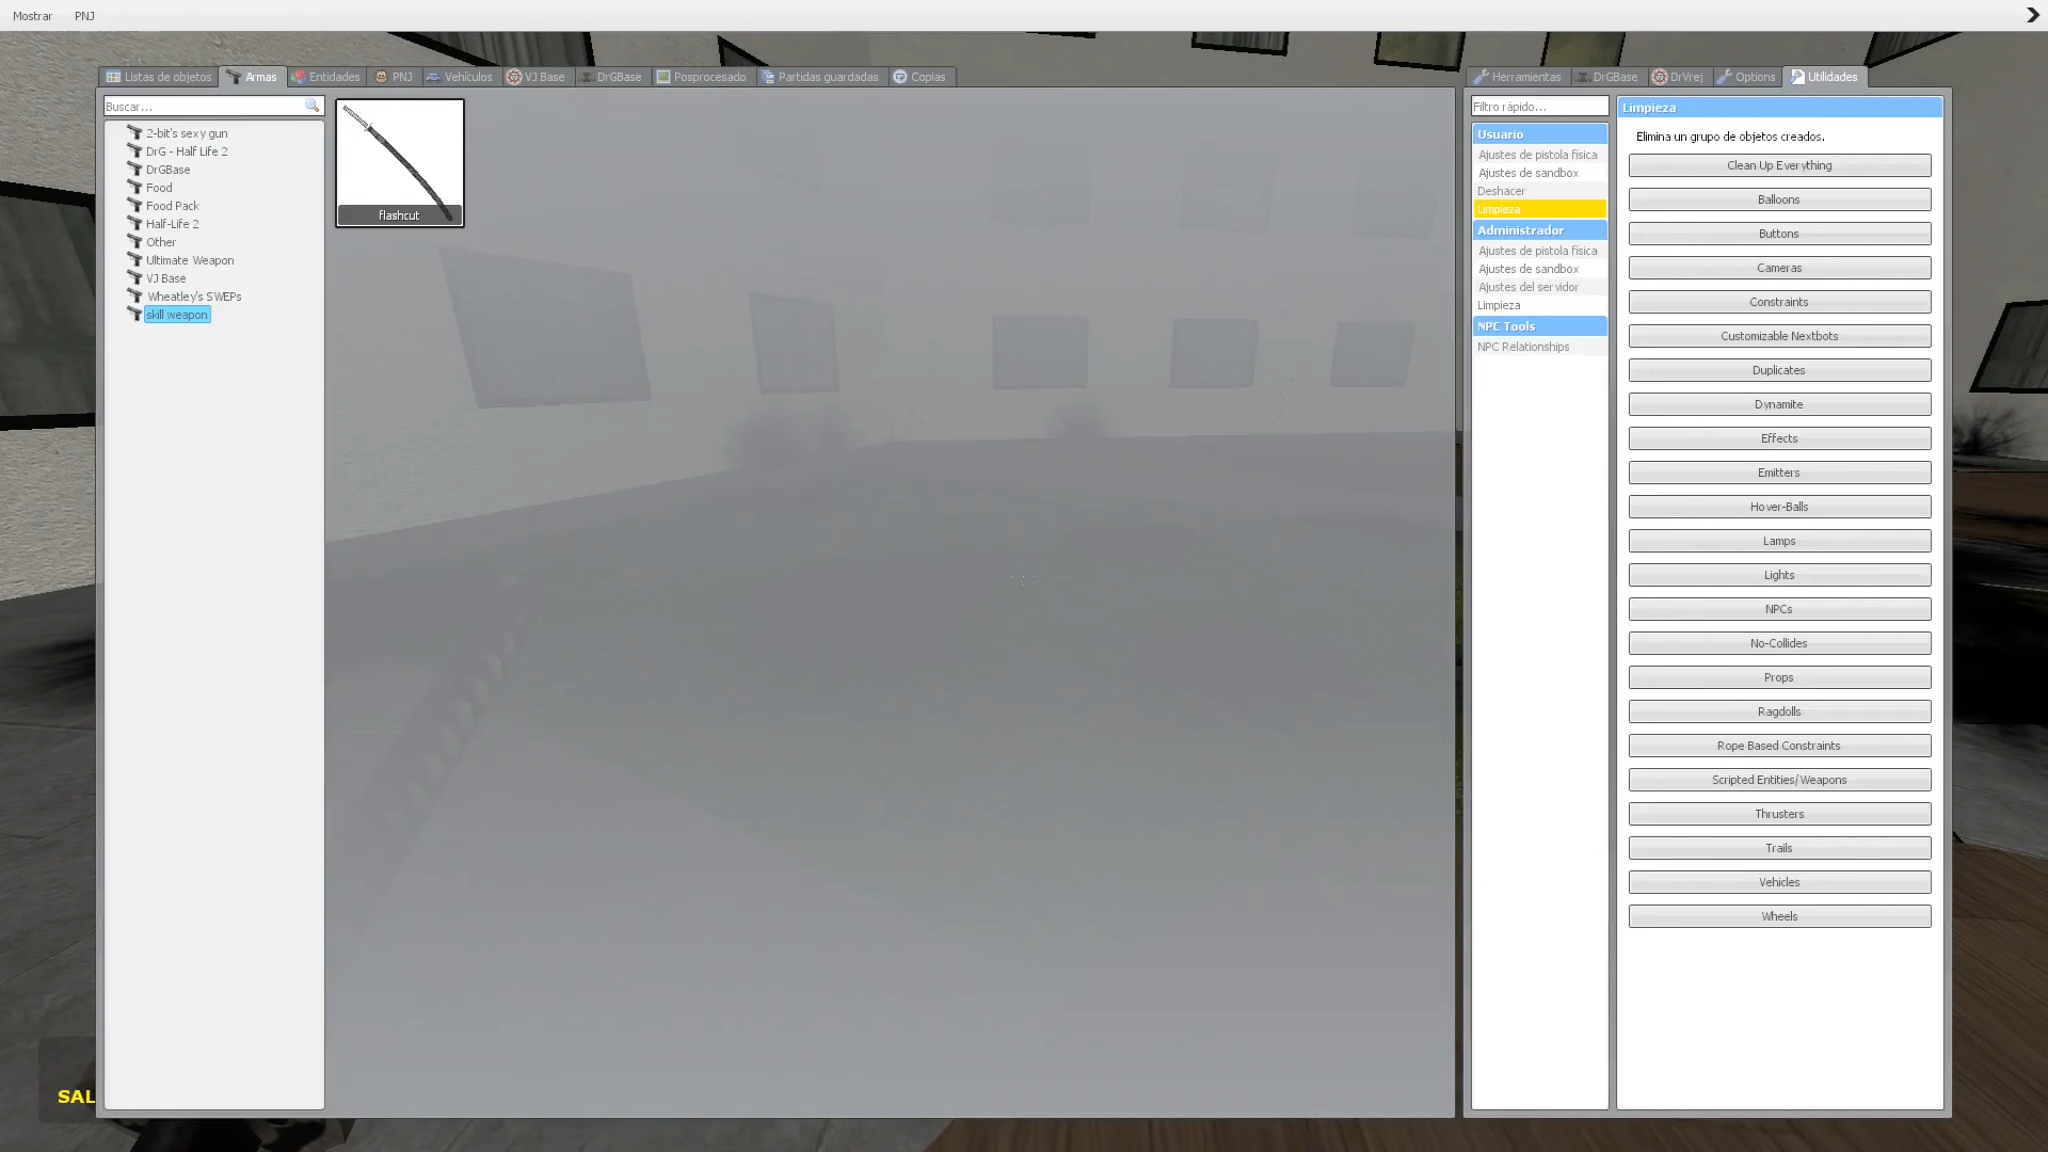 Mostrar PNJ
Listas de objetos Armas Entidades PNJ Vehículos VJ Base DrGBase Posprocesado Partidas guardadas Copias
Herramientas DrGBase DrVrej Options Utilidades
Buscar...
2-bit's sexy gun
DrG - Half Life 2
DrGBase
Food
Food Pack
Half-Life 2
Other
Ultimate Weapon
VJ Base
Wheatley's SWEPs
skill weapon
flashcut
Filtro rápido...
Usuario
Ajustes de pistola física
Ajustes de sandbox
Deshacer
Limpieza
Administrador
Ajustes de pistola física
Ajustes de sandbox
Ajustes del servidor
Limpieza
NPC Tools
NPC Relationships
Limpieza
Elimina un grupo de objetos creados.
Clean Up Everything
Balloons
Buttons
Cameras
Constraints
Customizable Nextbots
Duplicates
Dynamite
Effects
Emitters
Hover-Balls
Lamps
Lights
NPCs
No-Collides
Props
Ragdolls
Rope Based Constraints
Scripted Entities/Weapons
Thrusters
Trails
Vehicles
Wheels
SAL